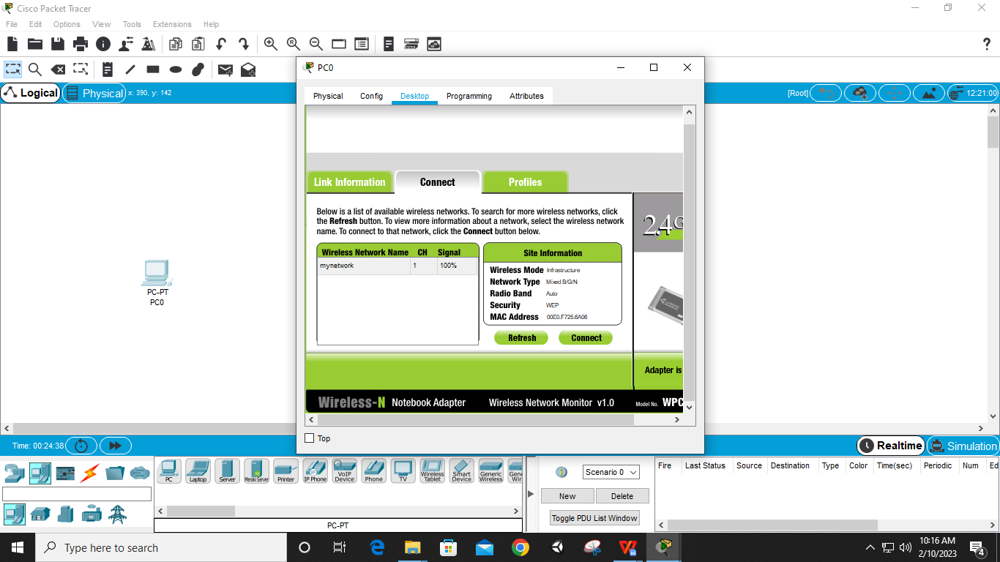 Cisco Packet Tracer
File Edit Options View Tools Extensions Help
?
PC0
Logical
Physical
x: 390, y: 142
[Root]
12:21:00
Physical Config Desktop Programming Attributes
Link Information
Connect
Profiles
Below is a list of available wireless networks. To search for more wireless networks, click
the Refresh button. To view more information about a network, select the wireless network
name. To connect to that network, click the Connect button below.
2.4G
Wireless Network Name CH Signal
mynetwork 1 100%
Site Information
Wireless Mode Infrastructure
Network Type Mixed B/G/N
Radio Band Auto
Security WEP
MAC Address 00E0.F725.6A06
Refresh
Connect
Adapter is
Wireless-N Notebook Adapter Wireless Network Monitor v1.0 Model No. WPC
Top
PC-PT
PC0
Time: 00:24:38
Realtime
Simulation
PC
Laptop
Server
Meraki Server
Printer
IP Phone
VoIP
Device
Phone
TV
Wireless
Tablet
Smart
Device
Generic
Wireless
Gene
Wir
PC-PT
Scenario 0
New
Delete
Toggle PDU List Window
Fire Last Status Source Destination Type Color Time(sec) Periodic Num Ed
Type here to search
10:16 AM
2/10/2023
4